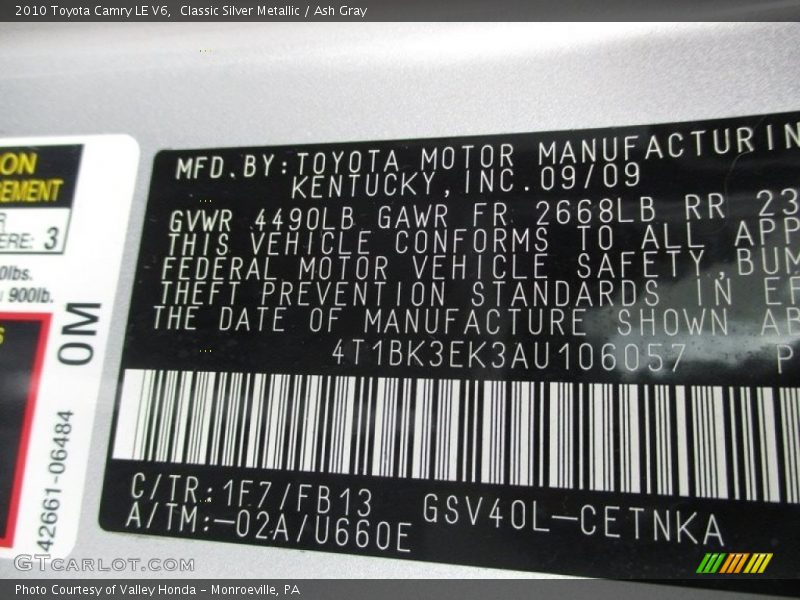 2010 Toyota Camry LE V6, Classic Silver Metallic / Ash Gray
MFD.BY:TOYOTA MOTOR MANUFACTURIN
KENTUCKY,INC.09/09
GVWR 4490LB GAWR FR 2668LB RR 23
THIS VEHICLE CONFORMS TO ALL APP
FEDERAL MOTOR VEHICLE SAFETY,BUM
THEFT PREVENTION STANDARDS IN EF
THE DATE OF MANUFACTURE SHOWN AB
4T1BK3EK3AU106057 P
C/TR:1F7/FB13
A/TM:-02A/U660E
GSV40L-CETNKA
ON
REMENT
ERE: 3
0lbs.
900lb.
0M
42661-06484
GTCARLOT.COM
Photo Courtesy of Valley Honda - Monroeville, PA